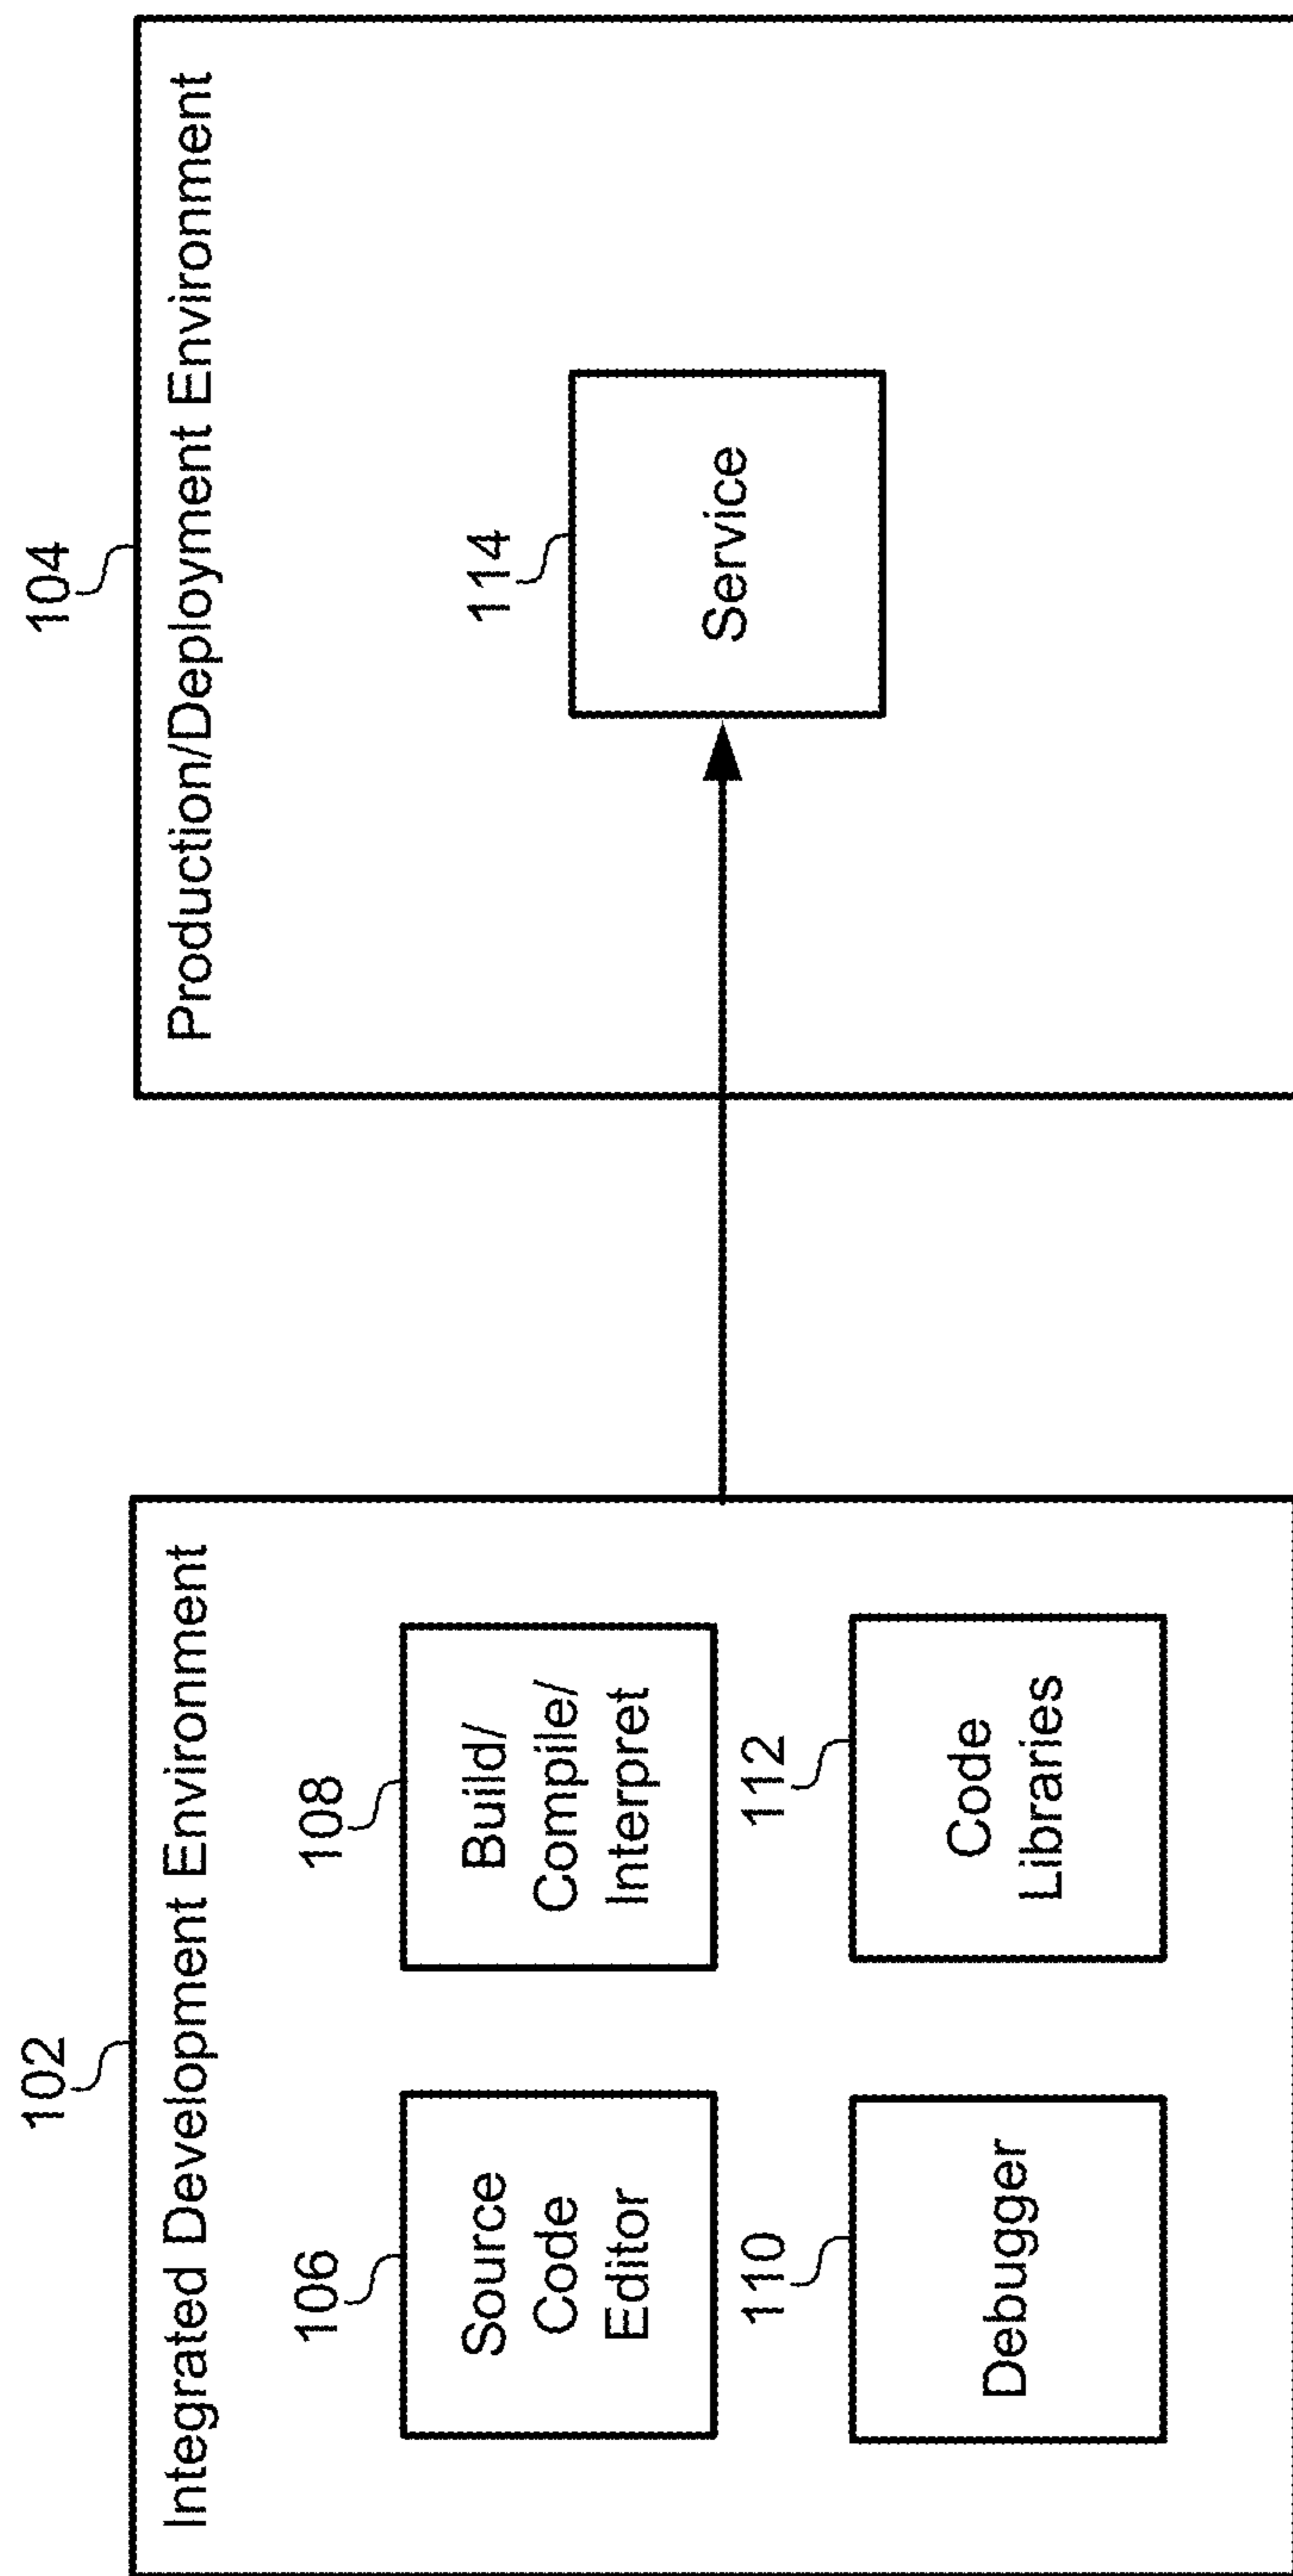 102
Integrated Development Environment
106
Source
Code
Editor
108
Build/
Compile/
Interpret
110
Debugger
112
Code
Libraries
104
Production/Deployment Environment
114
Service